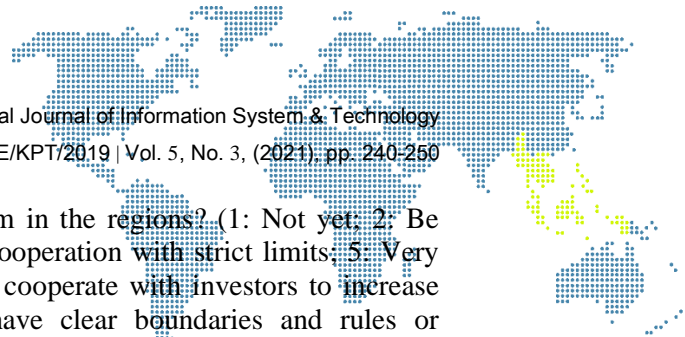 al Journal of Information System & Technology
E/KPT/2019 | Vol. 5, No. 3, (2021), pp. 240-250
m in the regions? (1: Not yet; 2: Be
cooperation with strict limits; 5: Very
cooperate with investors to increase
have clear boundaries and rules or